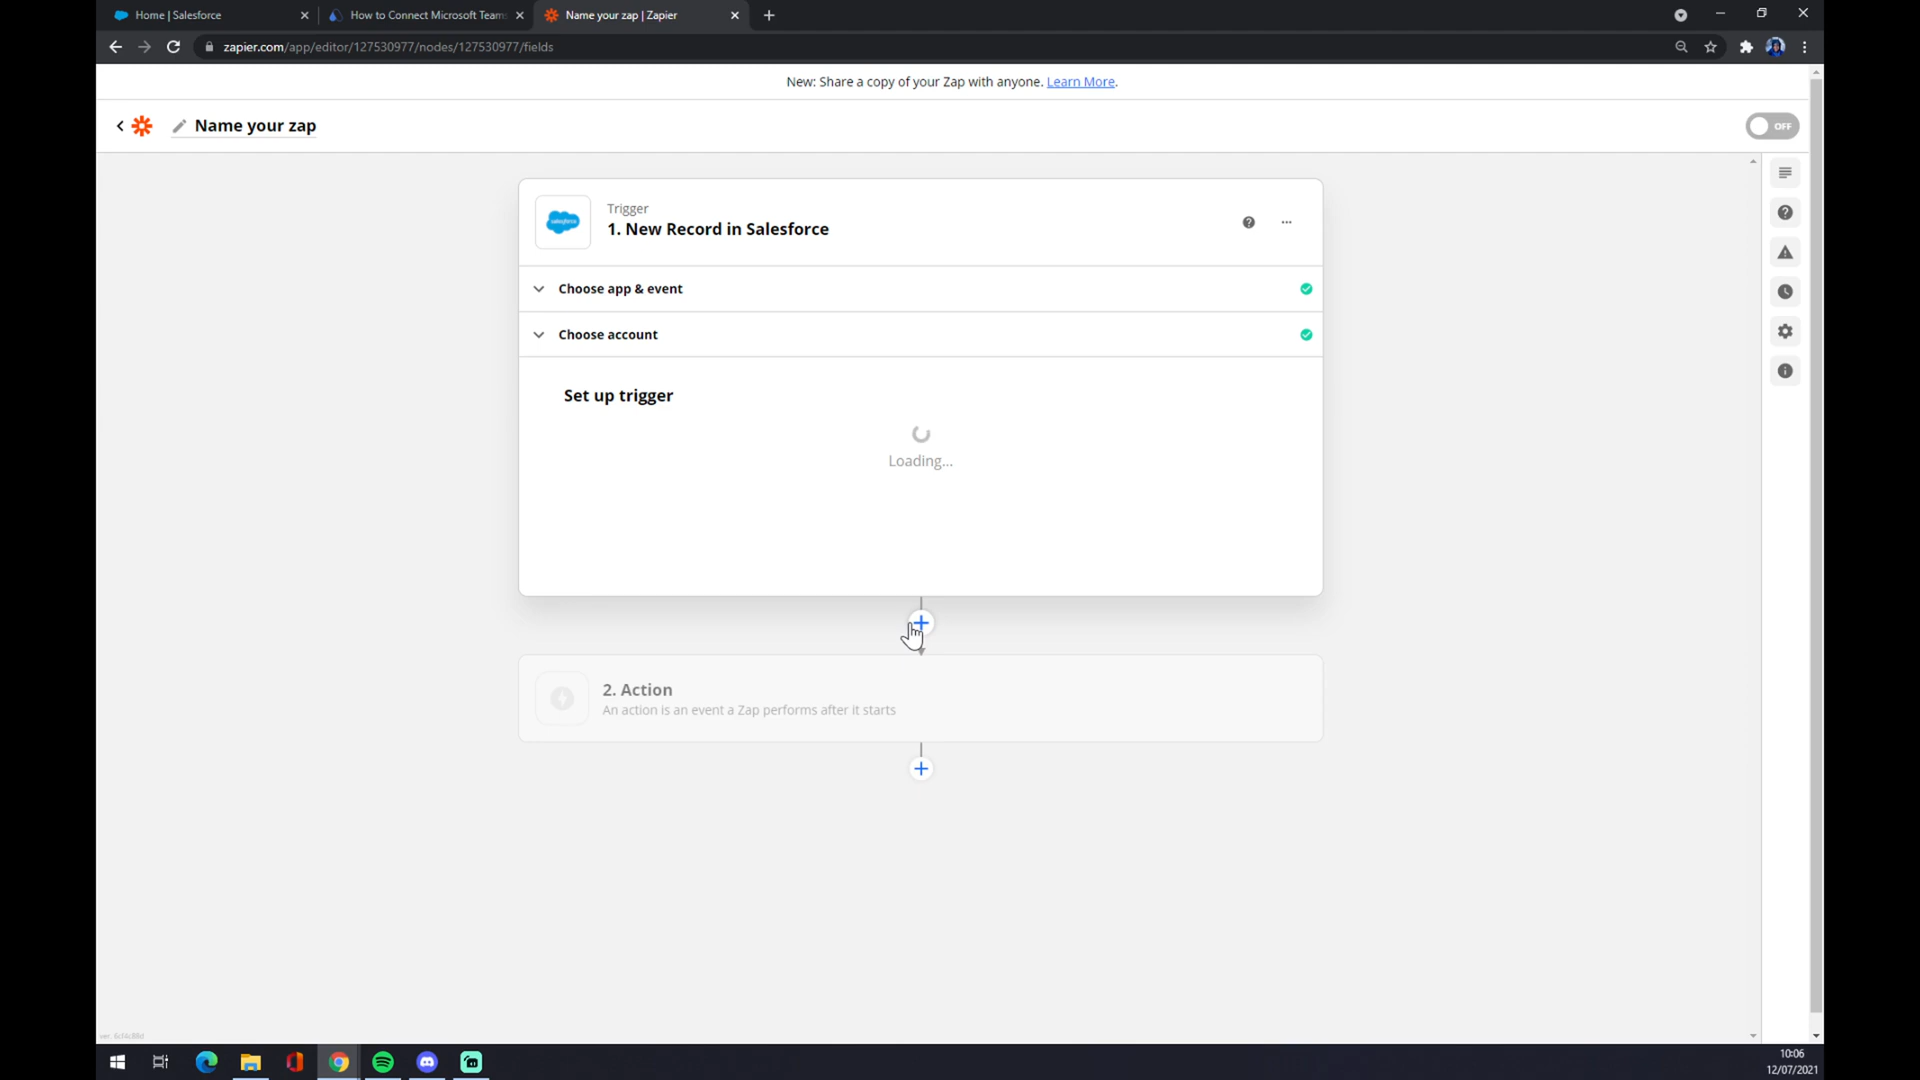 Home | Salesforce
How to Connect Microsoft Teams
Name your zap | Zapier
zapier.com/app/editor/127530977/nodes/127530977/fields
New: Share a copy of your Zap with anyone. Learn More.
Name your zap
OFF
salesforce
Trigger
1. New Record in Salesforce
Choose app & event
Choose account
Set up trigger
Loading...
2. Action
An action is an event a Zap performs after it starts
10:06
12/07/2021